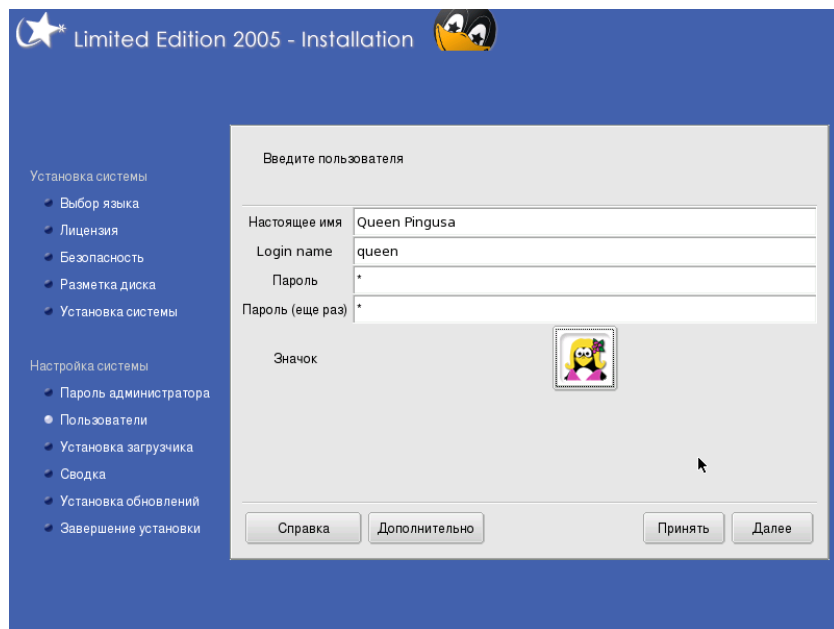 Limited Edition 2005 - Installation
Установка системы
Выбор языка
Лицензия
Безопасность
Разметка диска
Установка системы
Настройка системы
Пароль администратора
Пользователи
Установка загрузчика
Сводка
Установка обновлений
Завершение установки
Введите пользователя
Настоящее имя Queen Pingusa
Login name queen
Пароль *
Пароль (еще раз) *
Значок
Справка Дополнительно Принять Далее